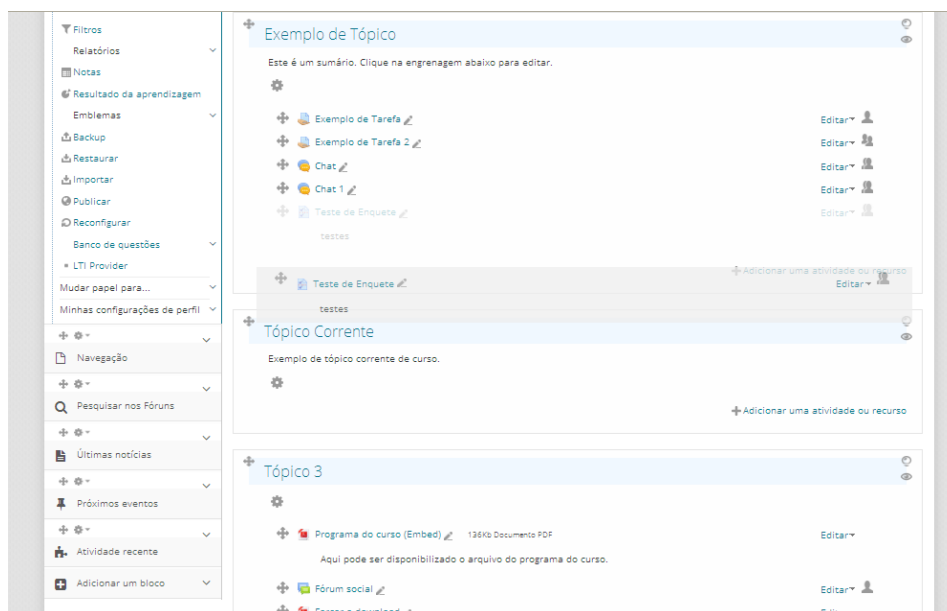 Filtros
Relatórios
Notas
Resultado da aprendizagem
Emblemas
Backup
Restaurar
Importar
Publicar
Reconfigurar
Banco de questões
LTI Provider
Mudar papel para...
Minhas configurações de perfil
Navegação
Pesquisar nos Fóruns
Últimas notícias
Próximos eventos
Atividade recente
Adicionar um bloco
Exemplo de Tópico
Este é um sumário. Clique na engrenagem abaixo para editar.
Exemplo de Tarefa Editar
Exemplo de Tarefa 2 Editar
Chat Editar
Chat 1 Editar
Teste de Enquete Editar
testes
Adicionar uma atividade ou recurso
Teste de Enquete Editar
testes
Tópico Corrente
Exemplo de tópico corrente de curso.
Adicionar uma atividade ou recurso
Tópico 3
Programa do curso (Embed) 136Kb Documento PDF Editar
Aqui pode ser disponibilizado o arquivo do programa do curso.
Fórum social Editar